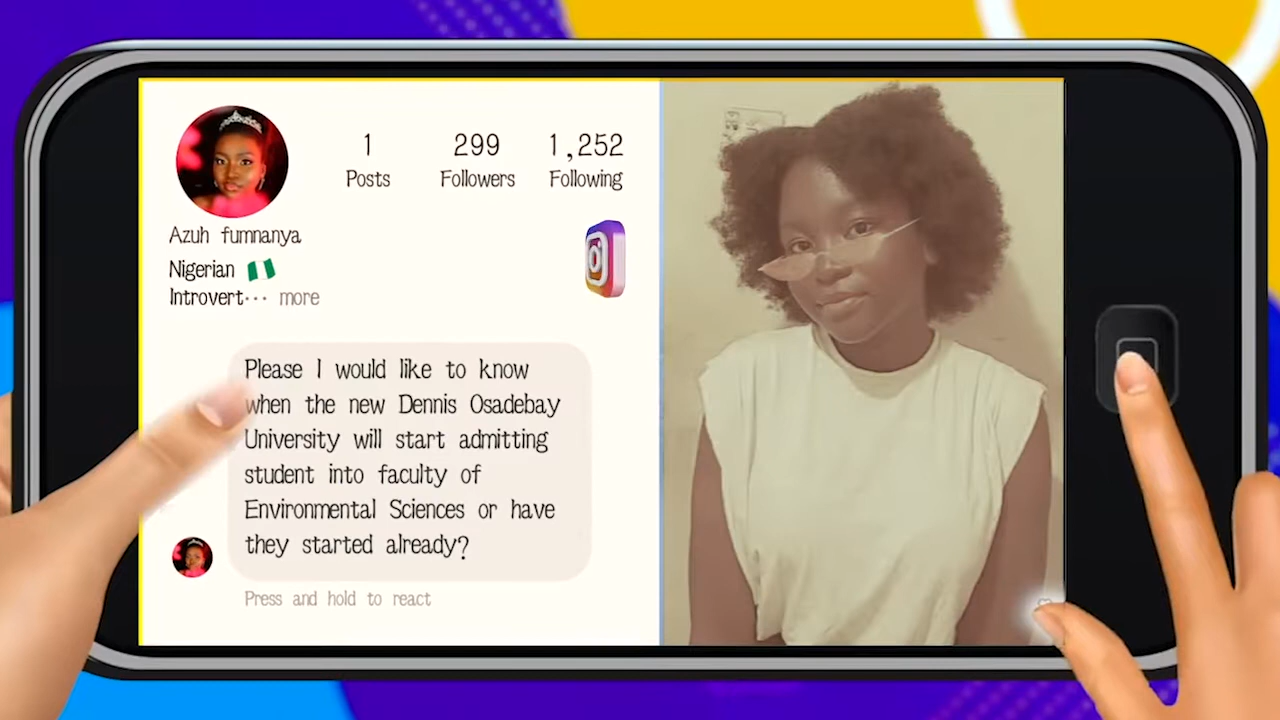 1 299 1,252
Posts Followers Following
Azuh fumnanya
Nigerian
Introvert··· more
Please I would like to know
when the new Dennis Osadebay
University will start admitting
student into faculty of
Environmental Sciences or have
they started already?
Press and hold to react